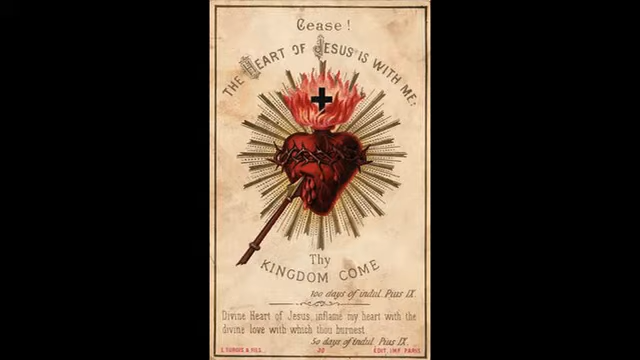 Cease!
THE HEART OF JESUS IS WITH ME!
Thy
KINGDOM COME
100 days of indul. Pius IX.
Divine Heart of Jesus, inflame my heart with the
divine love with which thou burnest.
50 days of indul. Pius IX.
& FILS
EDIT. IMP. PARIS